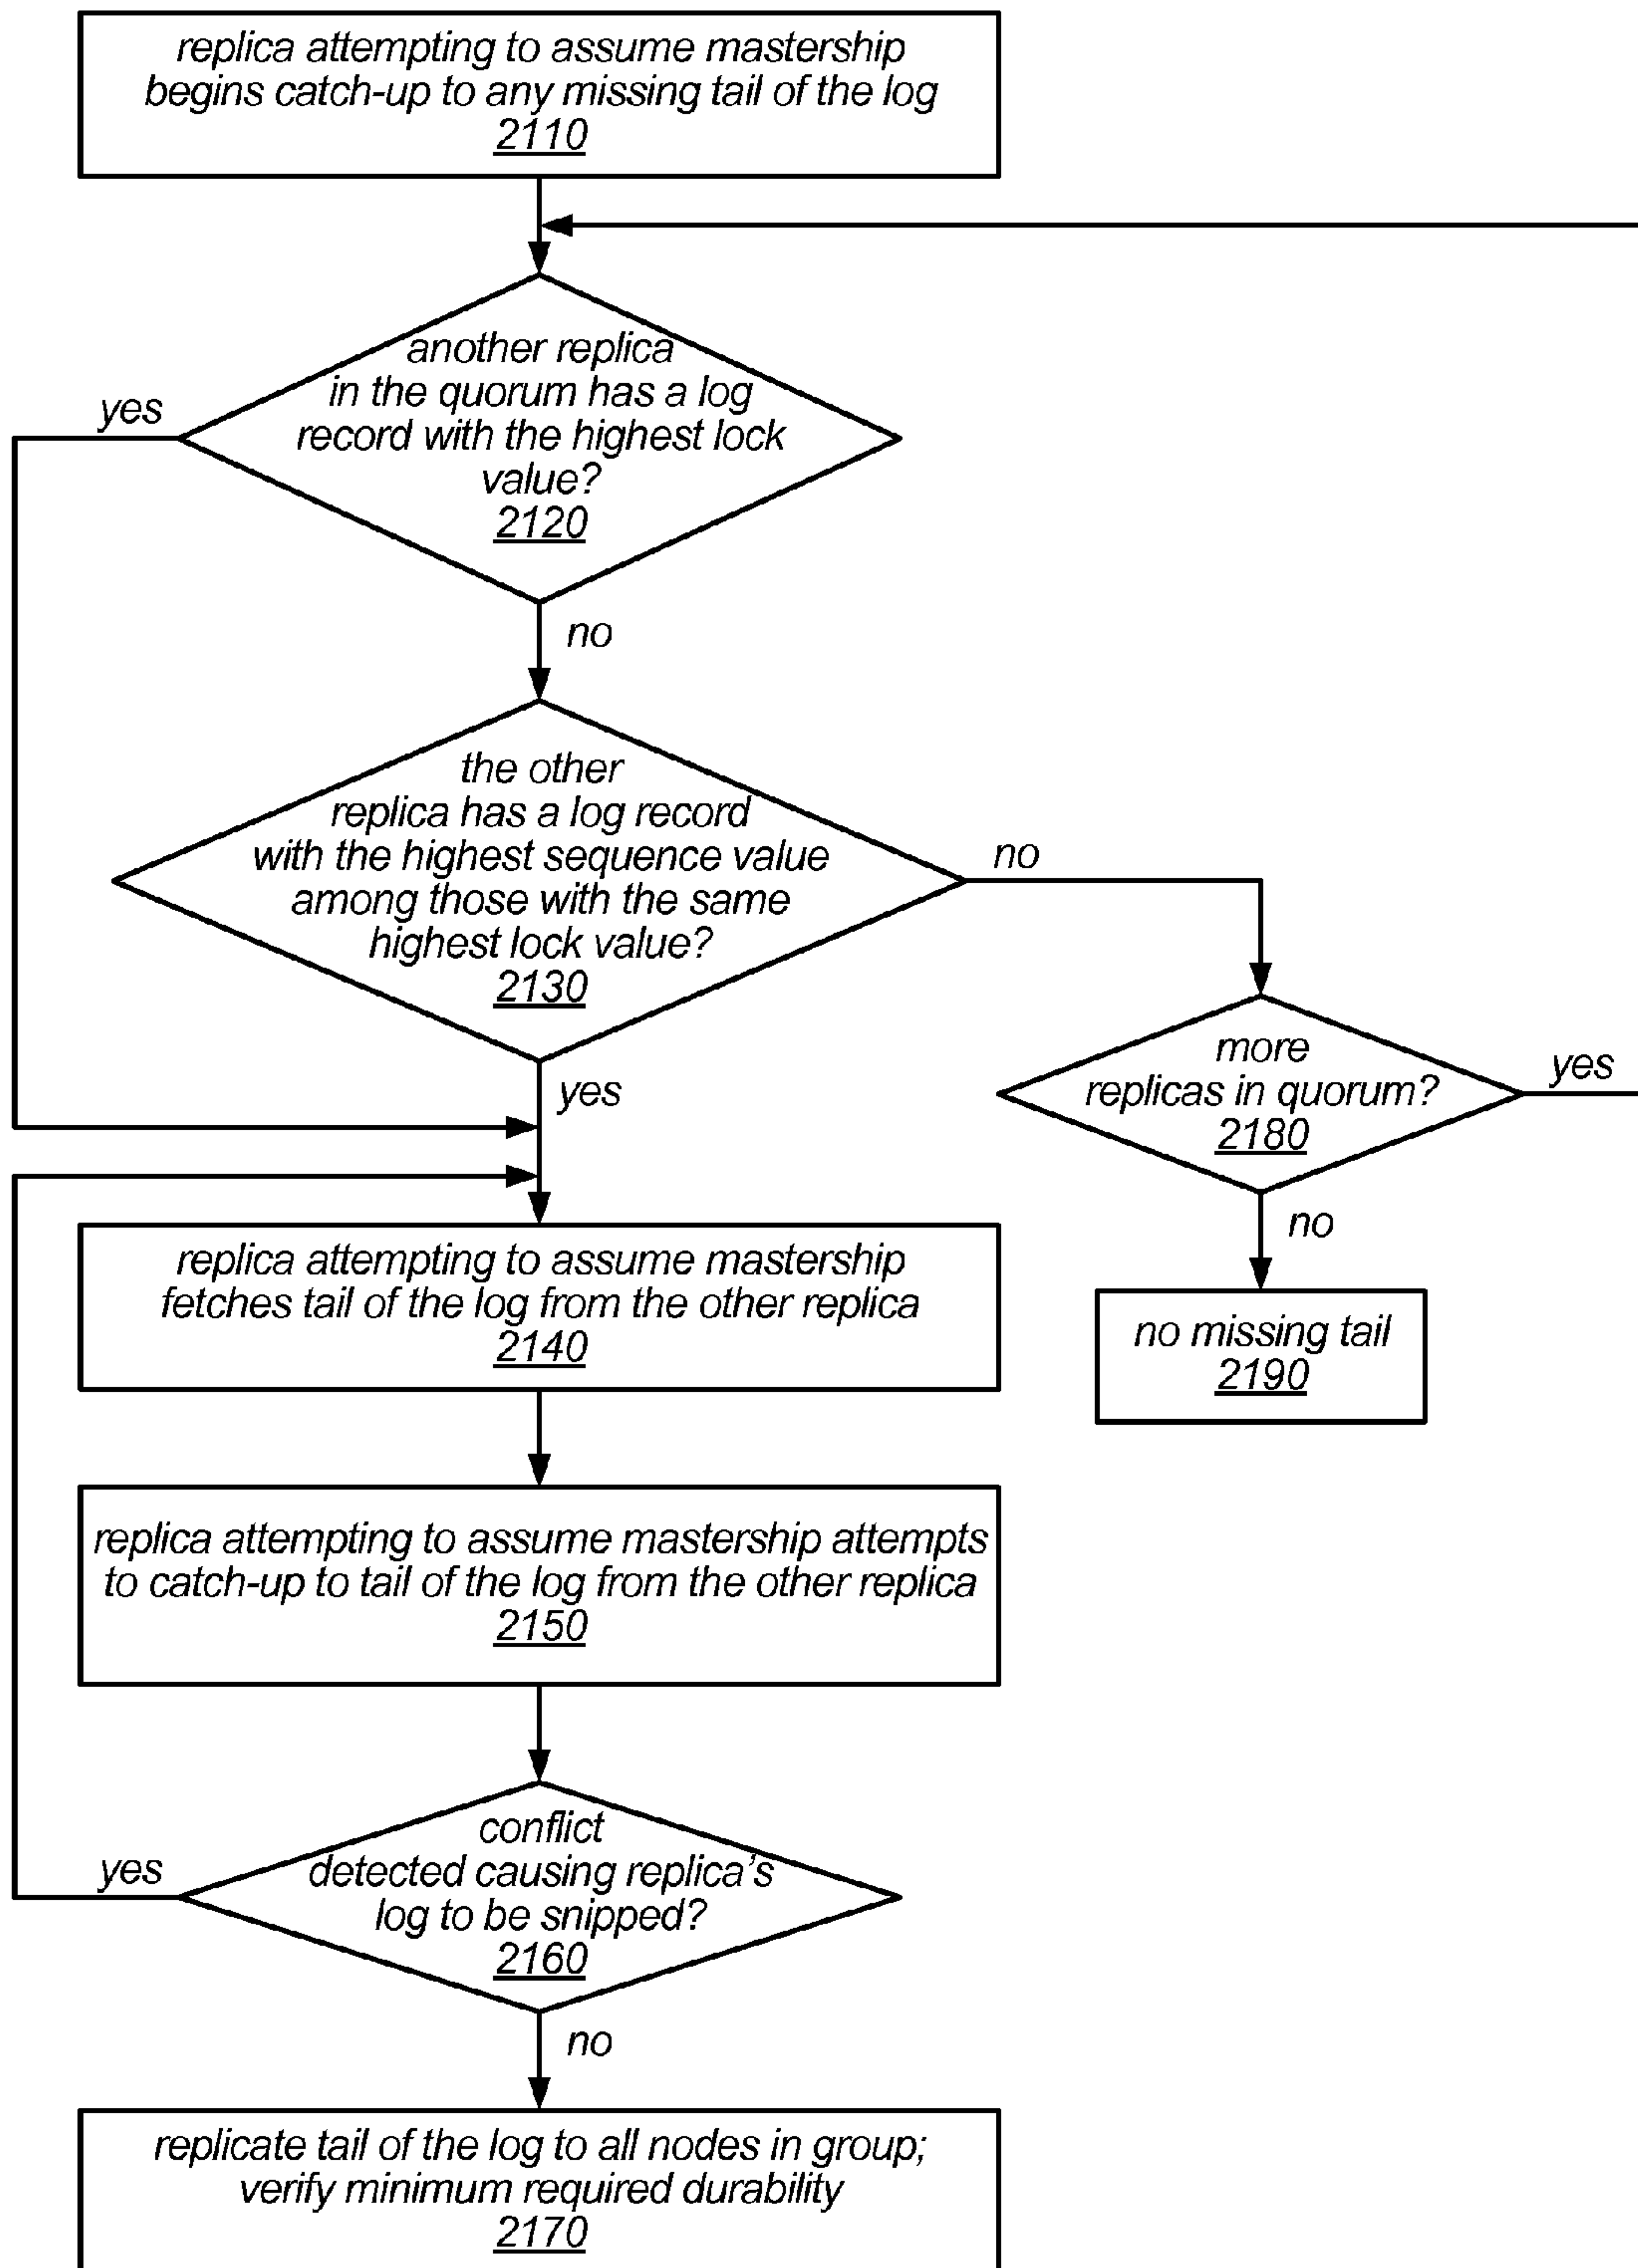 replica attempting to assume mastership
begins catch-up to any missing tail of the log
2110
another replica
in the quorum has a log
record with the highest lock
value?
2120
yes
no
the other
replica has a log record
with the highest sequence value
among those with the same
highest lock value?
2130
no
yes
more
replicas in quorum?
2180
yes
no
no missing tail
2190
replica attempting to assume mastership
fetches tail of the log from the other replica
2140
replica attempting to assume mastership attempts
to catch-up to tail of the log from the other replica
2150
conflict
detected causing replica's
log to be snipped?
2160
yes
no
replicate tail of the log to all nodes in group;
verify minimum required durability
2170